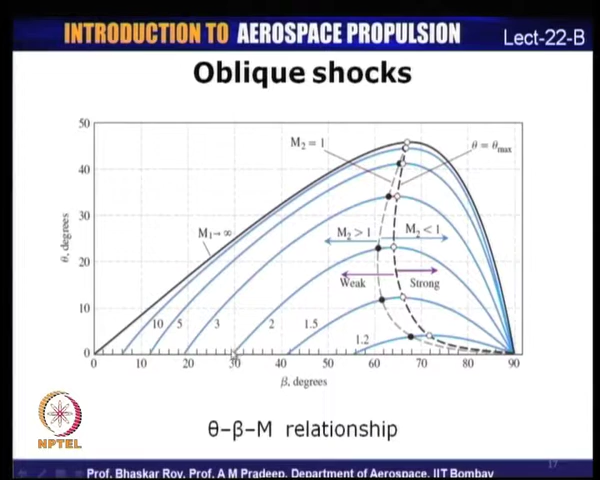 INTRODUCTION TO AEROSPACE PROPULSION Lect-22-B
Oblique shocks
50
40
30
20
10
0
θ, degrees
M₂ = 1
θ = θmax
M₁→∞
M₂ > 1
M₂ < 1
Weak
Strong
10
5
3
2
1.5
1.2
0 10 20 30 40 50 60 70 80 90
β, degrees
θ–β–M relationship
NPTEL
17
Prof. Bhaskar Roy, Prof. A M Pradeep, Department of Aerospace, IIT Bombay